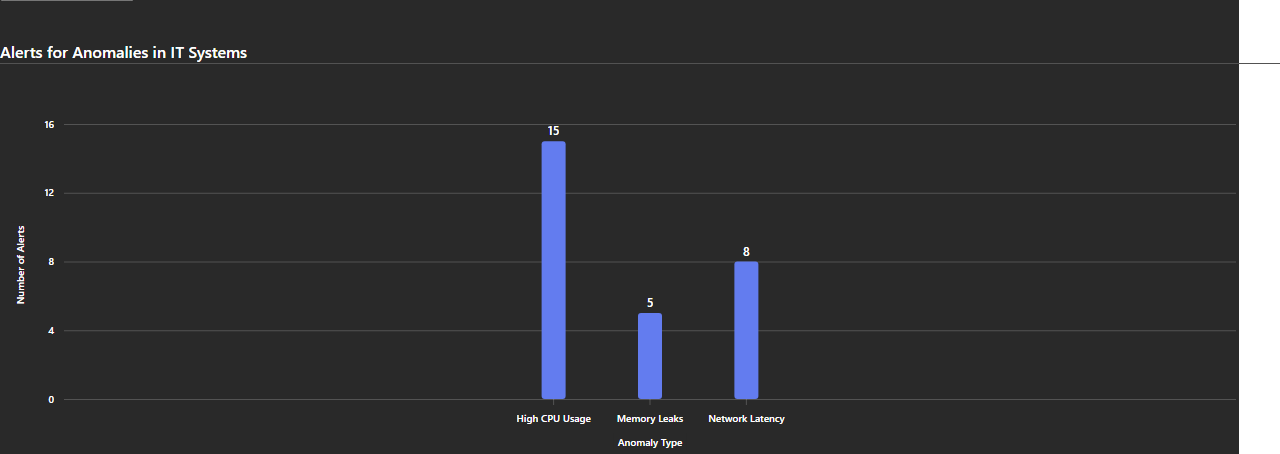 Alerts for Anomalies in IT Systems
16
12
8
4
0
Number of Alerts
15
5
8
High CPU Usage
Memory Leaks
Network Latency
Anomaly Type